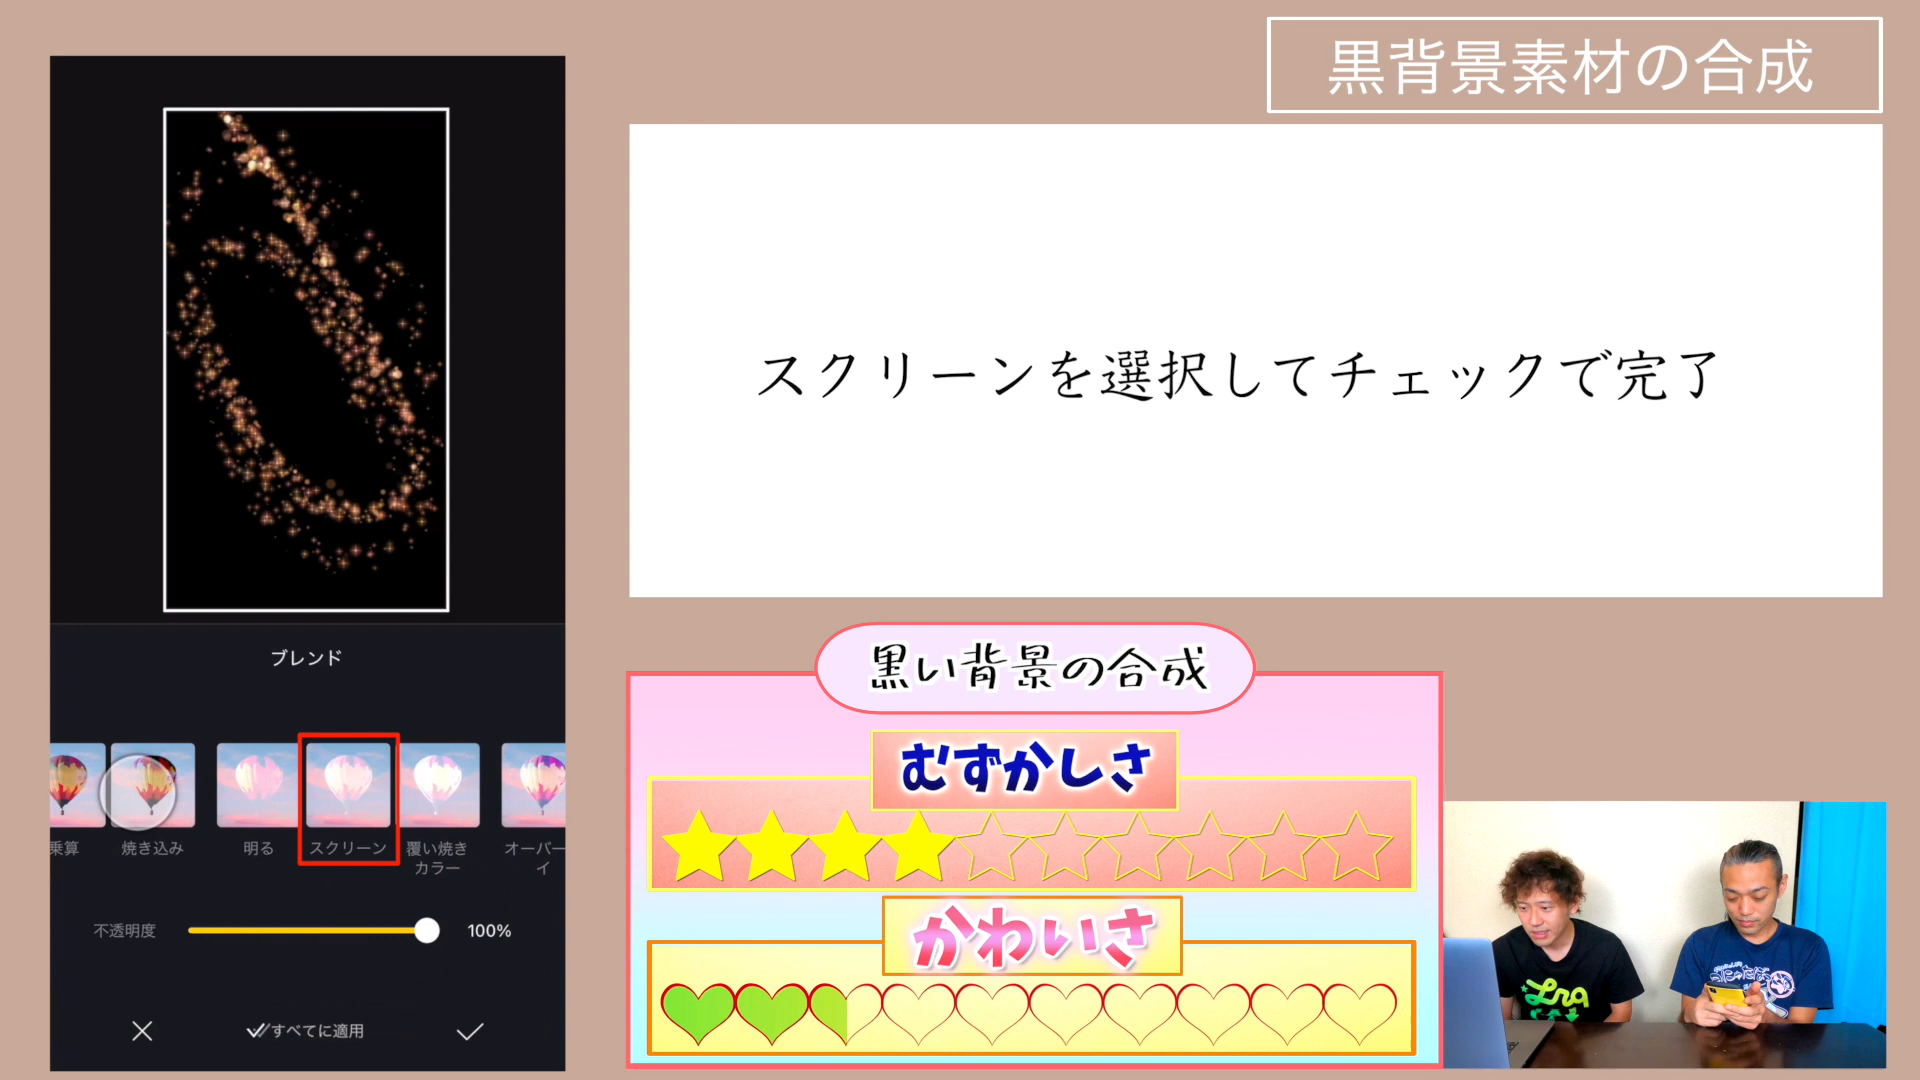 黒背景素材の合成
スクリーンを選択してチェックで完了
ブレンド
乗算
焼き込み
明る
スクリーン
覆い焼き
カラー
オーバー
イ
不透明度
100%
すべてに適用
黒い背景の合成
むずかしさ
かわいさ